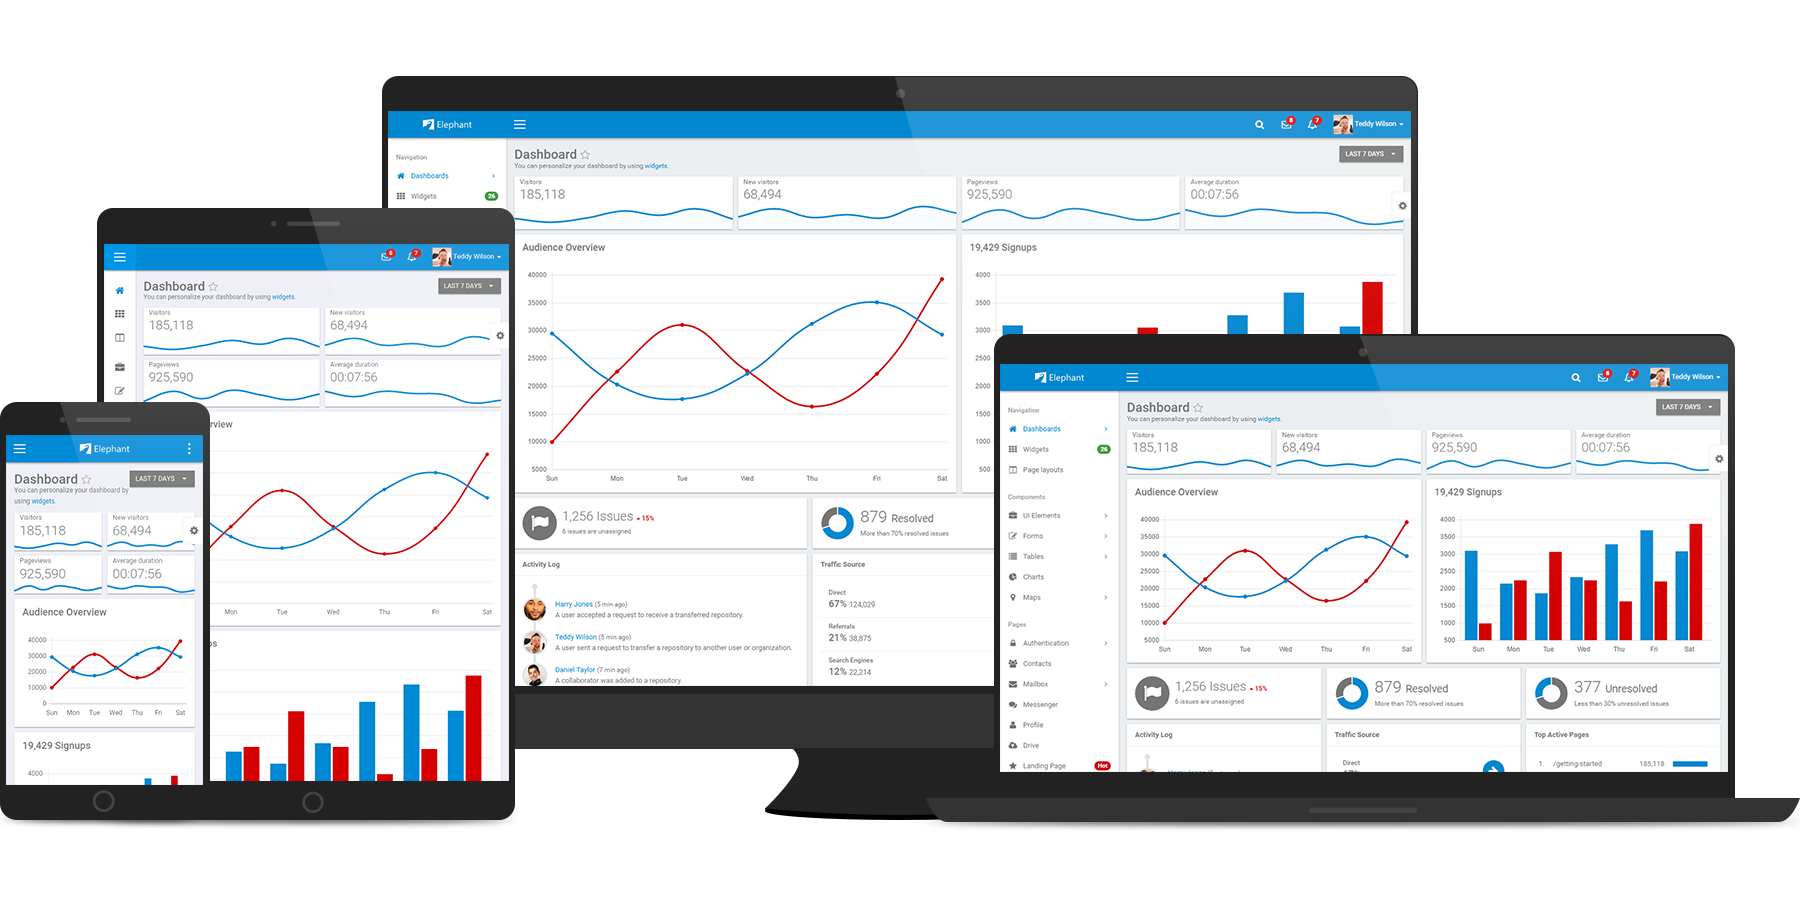 Elephant
8
7
Teddy Wilson
Navigation
Dashboards
Widgets
26
Dashboard
You can personalize your dashboard by using widgets.
LAST 7 DAYS
Visitors
185,118
New visitors
68,494
Pageviews
925,590
Average duration
00:07:56
Audience Overview
40000
35000
30000
25000
20000
15000
10000
5000
Sun Mon Tue Wed Thu Fri Sat
19,429 Signups
4000
3500
3000
2500
2000
1500
1000
500
1,256 Issues 15%
6 issues are unassigned
879 Resolved
More than 70% resolved issues
Activity Log
Harry Jones (5 min ago)
A user accepted a request to receive a transferred repository.
Teddy Wilson (5 min ago)
A user sent a request to transfer a repository to another user or organization.
Daniel Taylor (7 min ago)
A collaborator was added to a repository.
Traffic Source
Direct
67% 124,029
Referrals
21% 38,875
Search Engines
12% 22,214
8
7
Teddy Wilson
Dashboard
You can personalize your dashboard by using widgets.
LAST 7 DAYS
Visitors
185,118
New visitors
68,494
Pageviews
925,590
Average duration
00:07:56
rview
Mon Tue Wed Thu Fri Sat
ps
Elephant
Dashboard
You can personalize your dashboard by
using widgets.
LAST 7 DAYS
Visitors
185,118
New visitors
68,494
Pageviews
925,590
Average duration
00:07:56
Audience Overview
40000
30000
20000
10000
0
Sun Mon Tue Wed Thu Fri Sat
19,429 Signups
4000
Elephant
8
7
Teddy Wilson
Navigation
Dashboards
Widgets
26
Page layouts
Components
UI Elements
Forms
Tables
Charts
Maps
Pages
Authentication
Contacts
Mailbox
Messenger
Profile
Drive
Landing Page
Hot
Dashboard
You can personalize your dashboard by using widgets.
LAST 7 DAYS
Visitors
185,118
New visitors
68,494
Pageviews
925,590
Average duration
00:07:56
Audience Overview
40000
35000
30000
25000
20000
15000
10000
5000
Sun Mon Tue Wed Thu Fri Sat
19,429 Signups
4000
3500
3000
2500
2000
1500
1000
500
Sun Mon Tue Wed Thu Fri Sat
1,256 Issues 15%
6 issues are unassigned
879 Resolved
More than 70% resolved issues
377 Unresolved
Less than 30% unresolved issues
Activity Log
Traffic Source
Direct
Top Active Pages
1. /getting-started 185,118